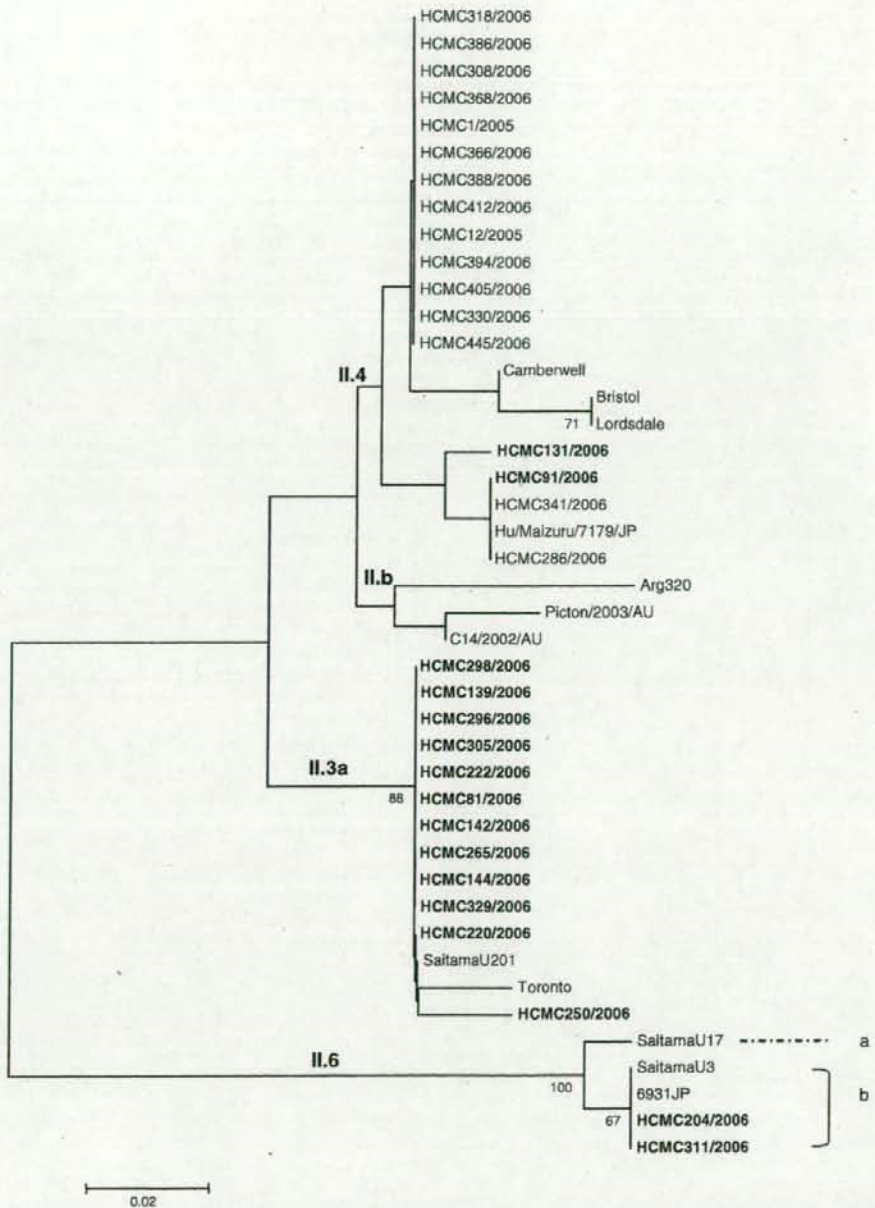 HCMC318/2006
HCMC386/2006
HCMC308/2006
HCMC368/2006
HCMC1/2005
HCMC366/2006
HCMC388/2006
HCMC412/2006
HCMC12/2005
HCMC394/2006
HCMC405/2006
HCMC330/2006
HCMC445/2006
II.4
Camberwell
Bristol
71
Lordsdale
HCMC131/2006
HCMC91/2006
HCMC341/2006
Hu/Maizuru/7179/JP
HCMC286/2006
II.b
Arg320
Picton/2003/AU
C14/2002/AU
HCMC298/2006
HCMC139/2006
HCMC296/2006
HCMC305/2006
II.3a
HCMC222/2006
88
HCMC81/2006
HCMC142/2006
HCMC265/2006
HCMC144/2006
HCMC329/2006
HCMC220/2006
SaitamaU201
Toronto
HCMC250/2006
SaitamaU17 a
II.6
SaitamaU3
100
6931JP b
67
HCMC204/2006
HCMC311/2006
0.02